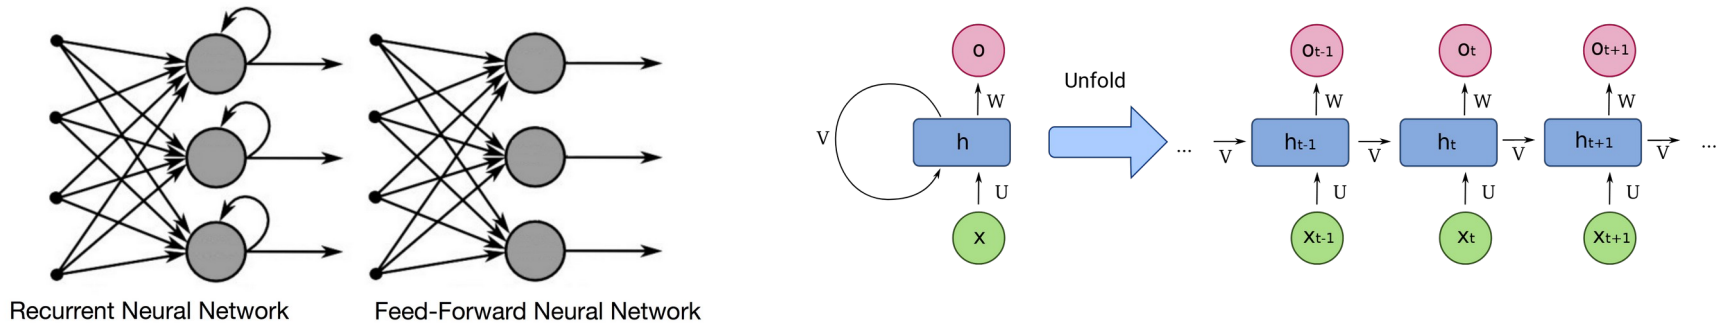 Recurrent Neural Network
Feed-Forward Neural Network
o
W
V
h
U
x
Unfold
...
V
ot-1
W
ht-1
U
xt-1
V
ot
W
ht
U
xt
V
ot+1
W
ht+1
U
xt+1
V
...